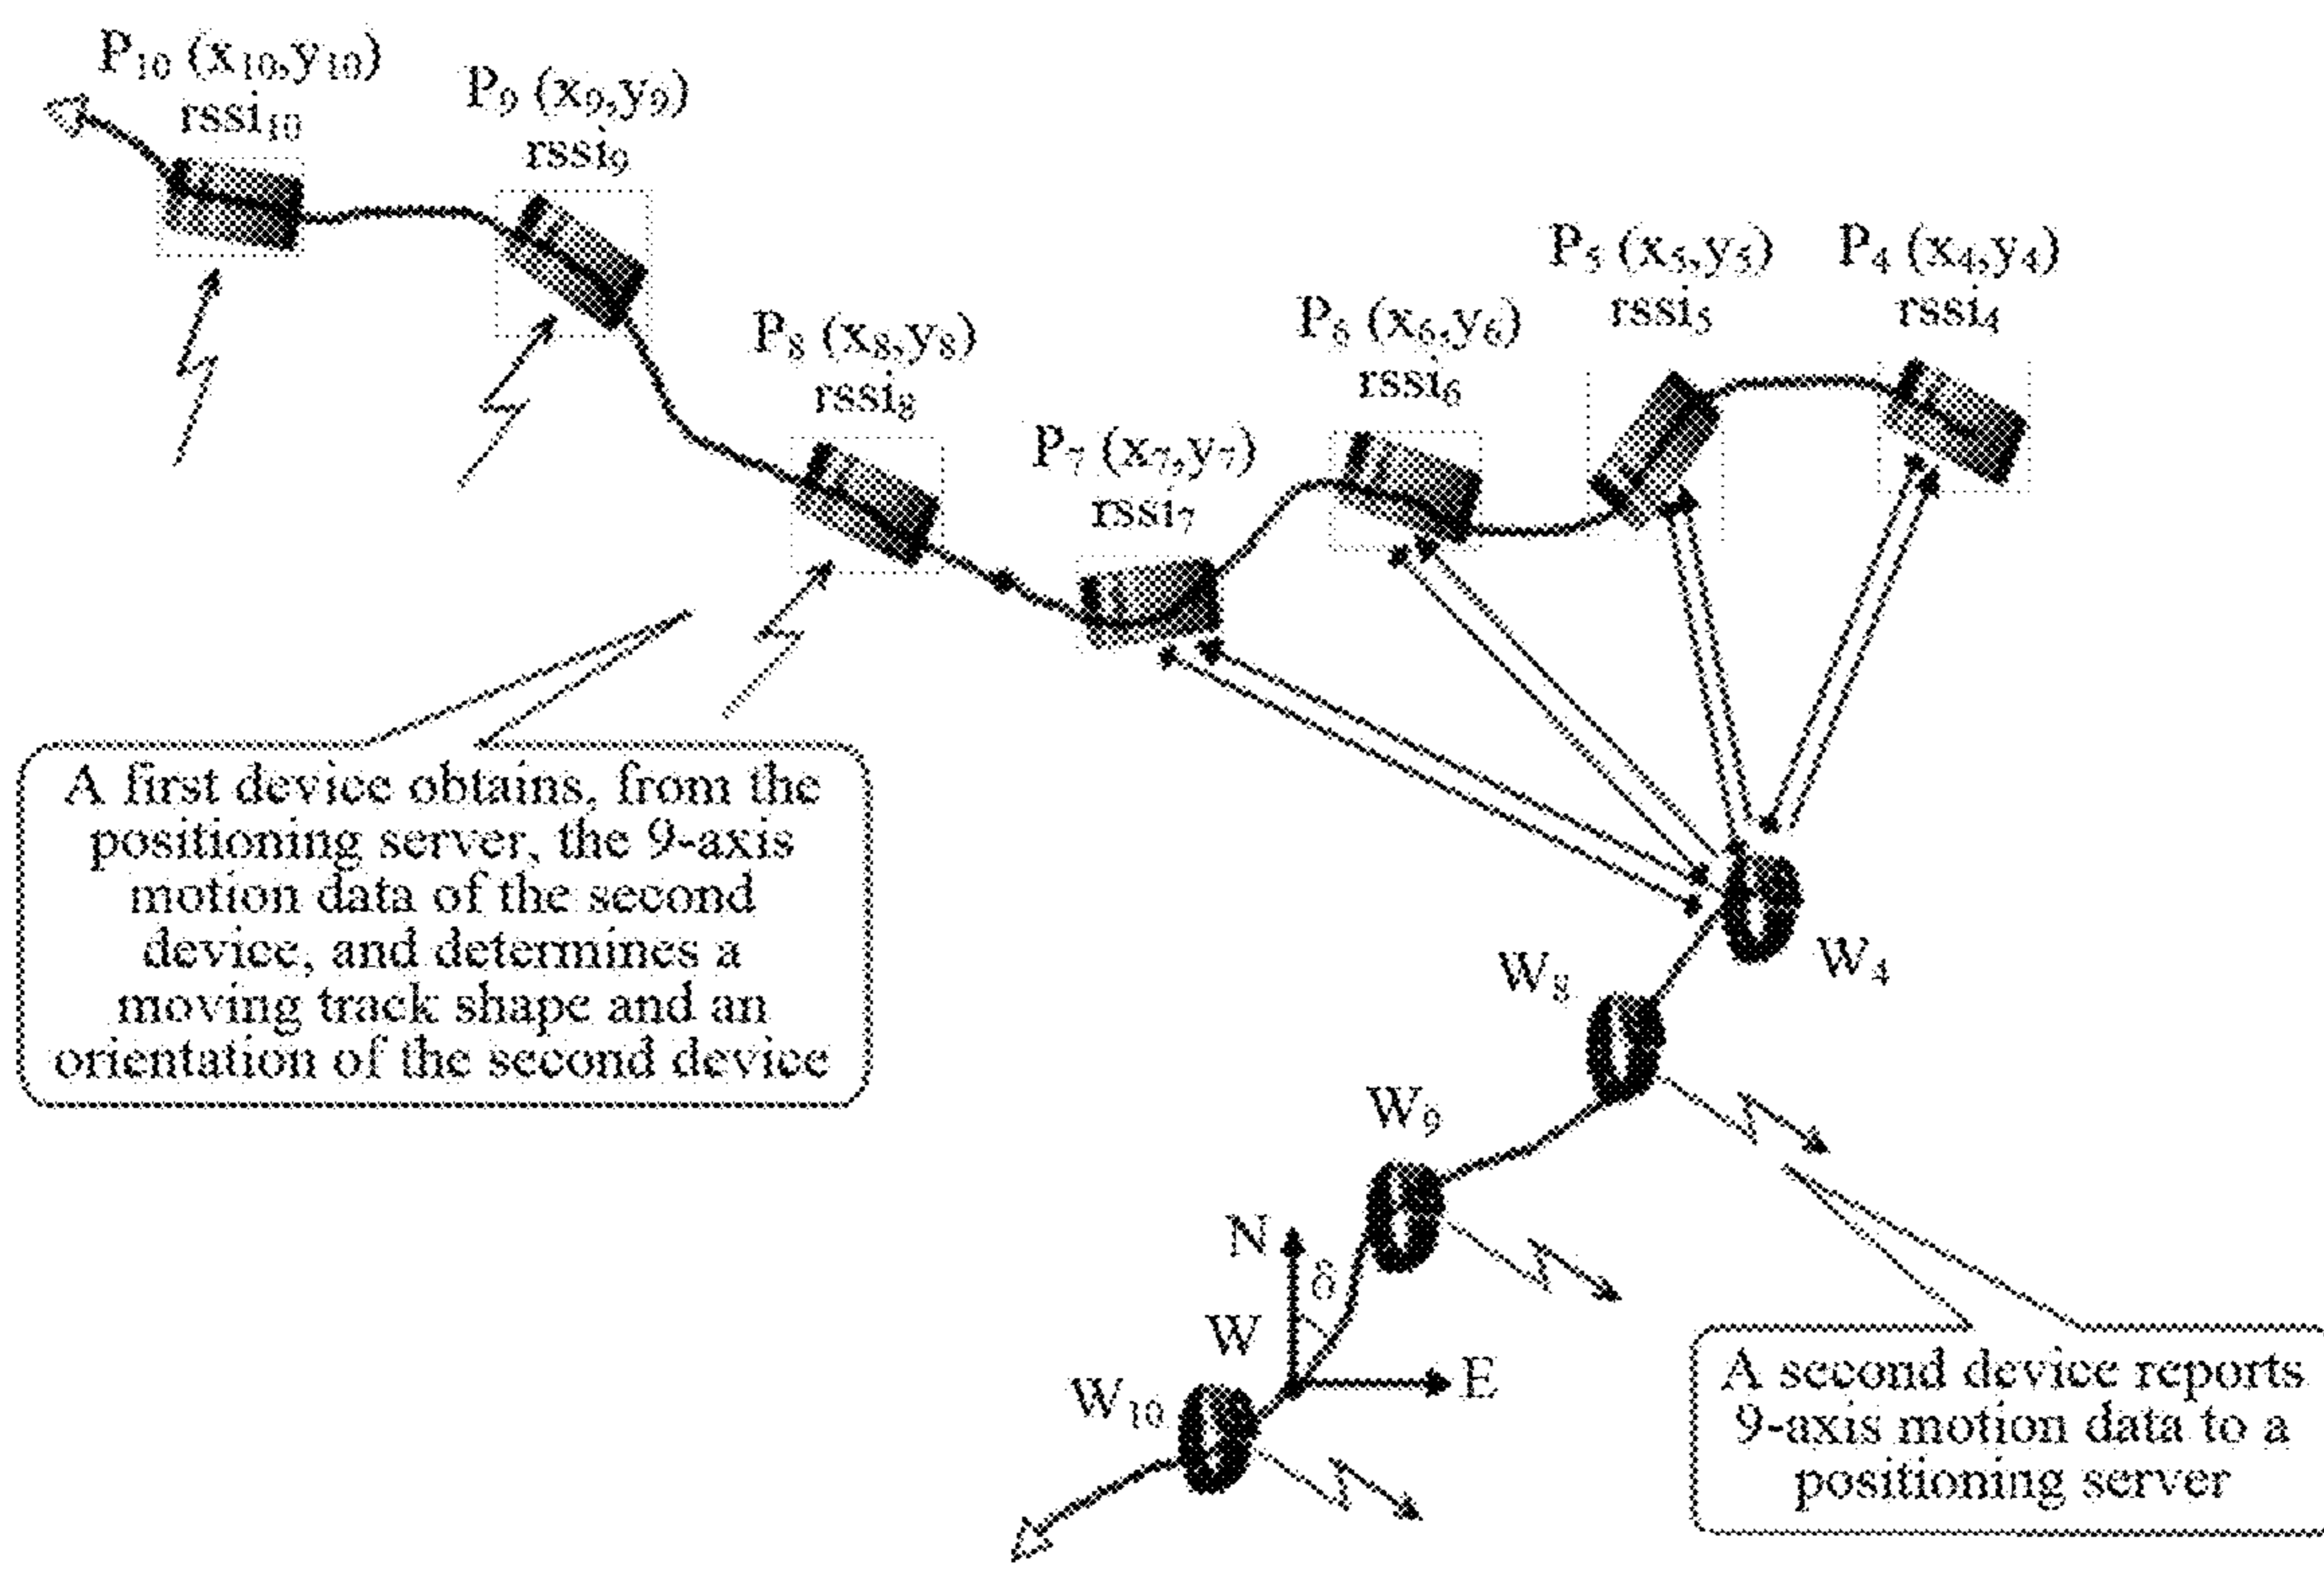 P₁₀ (x₁₀,y₁₀)
rssi₁₀
P₉ (x₉,y₉)
rssi₉
P₈ (x₈,y₈)
rssi₈
P₇ (x₇,y₇)
rssi₇
P₆ (x₆,y₆)
rssi₆
P₅ (x₅,y₅)
rssi₅
P₄ (x₄,y₄)
rssi₄
A first device obtains, from the
positioning server, the 9-axis
motion data of the second
device, and determines a
moving track shape and an
orientation of the second device
W₄
W₈
W₉
N
δ
W
E
W₁₀
A second device reports
9-axis motion data to a
positioning server